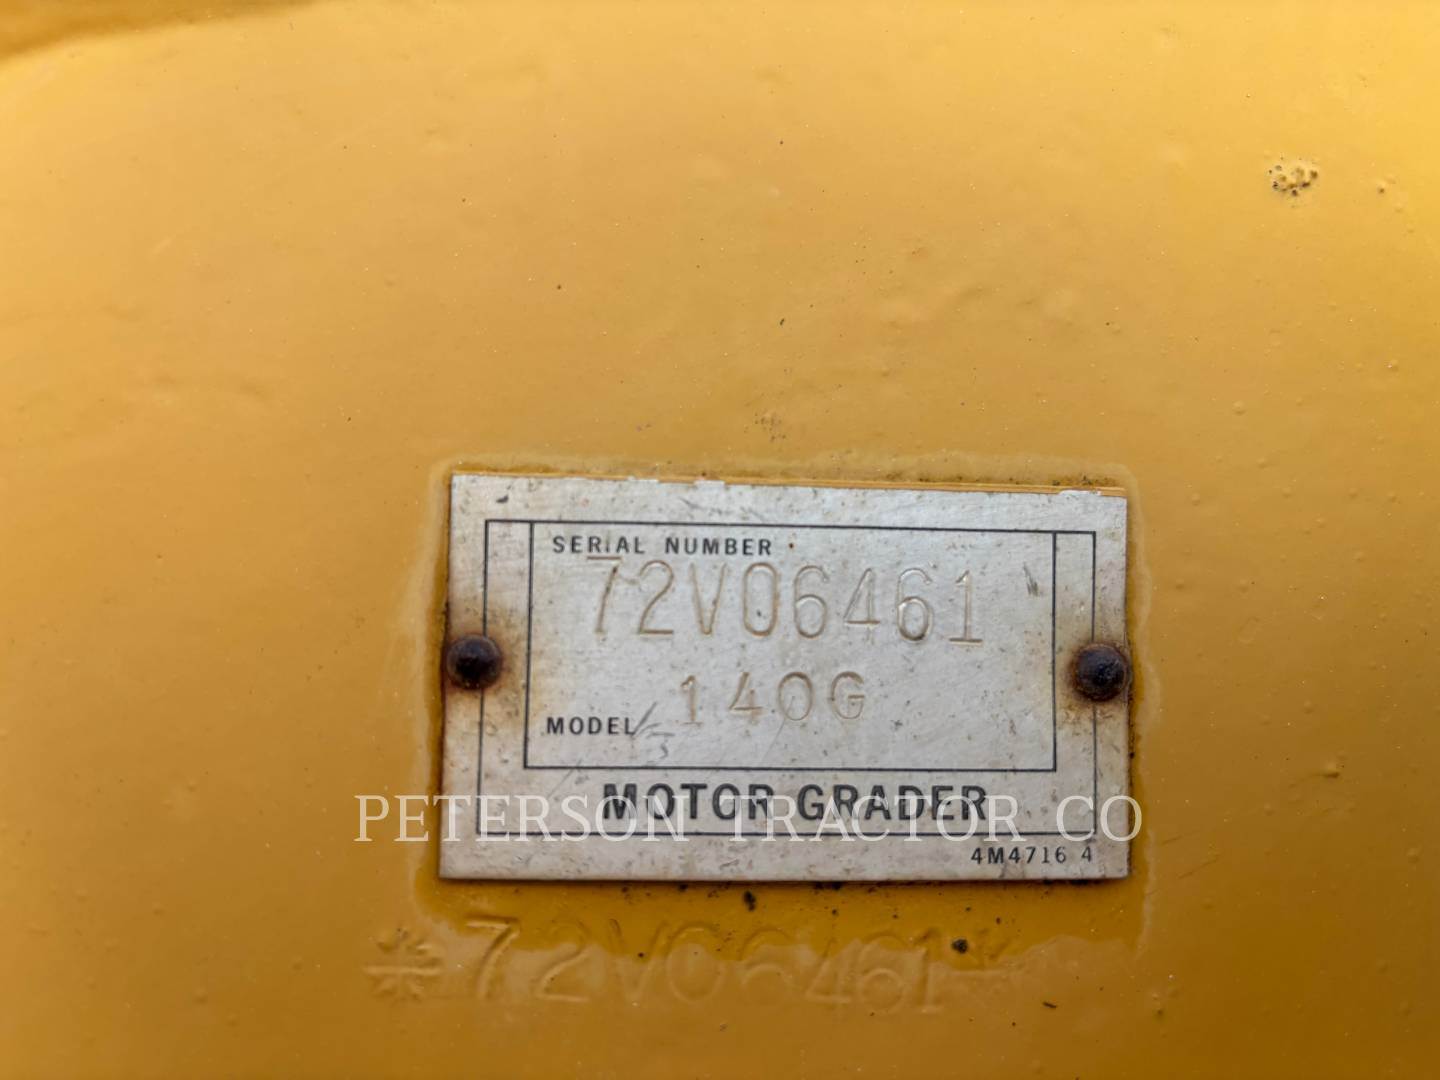 SERIAL NUMBER
72V06461
140G
MODEL
MOTOR GRADER
PETERSON TRACTOR CO
4M4716 4
*72V06461*